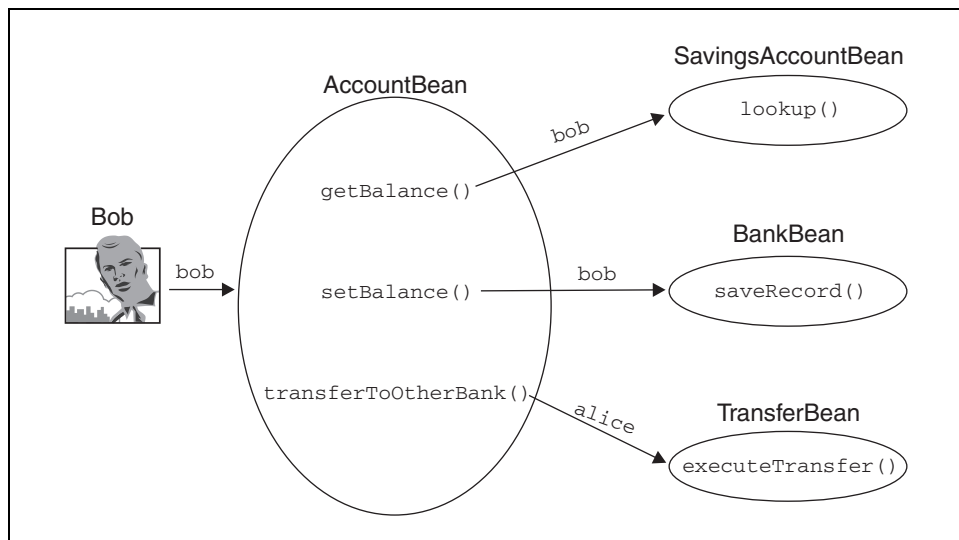 SavingsAccountBean
AccountBean
lookup()
bob
getBalance()
Bob
BankBean
bob
bob
setBalance()
saveRecord()
transferToOtherBank()
alice
TransferBean
executeTransfer()